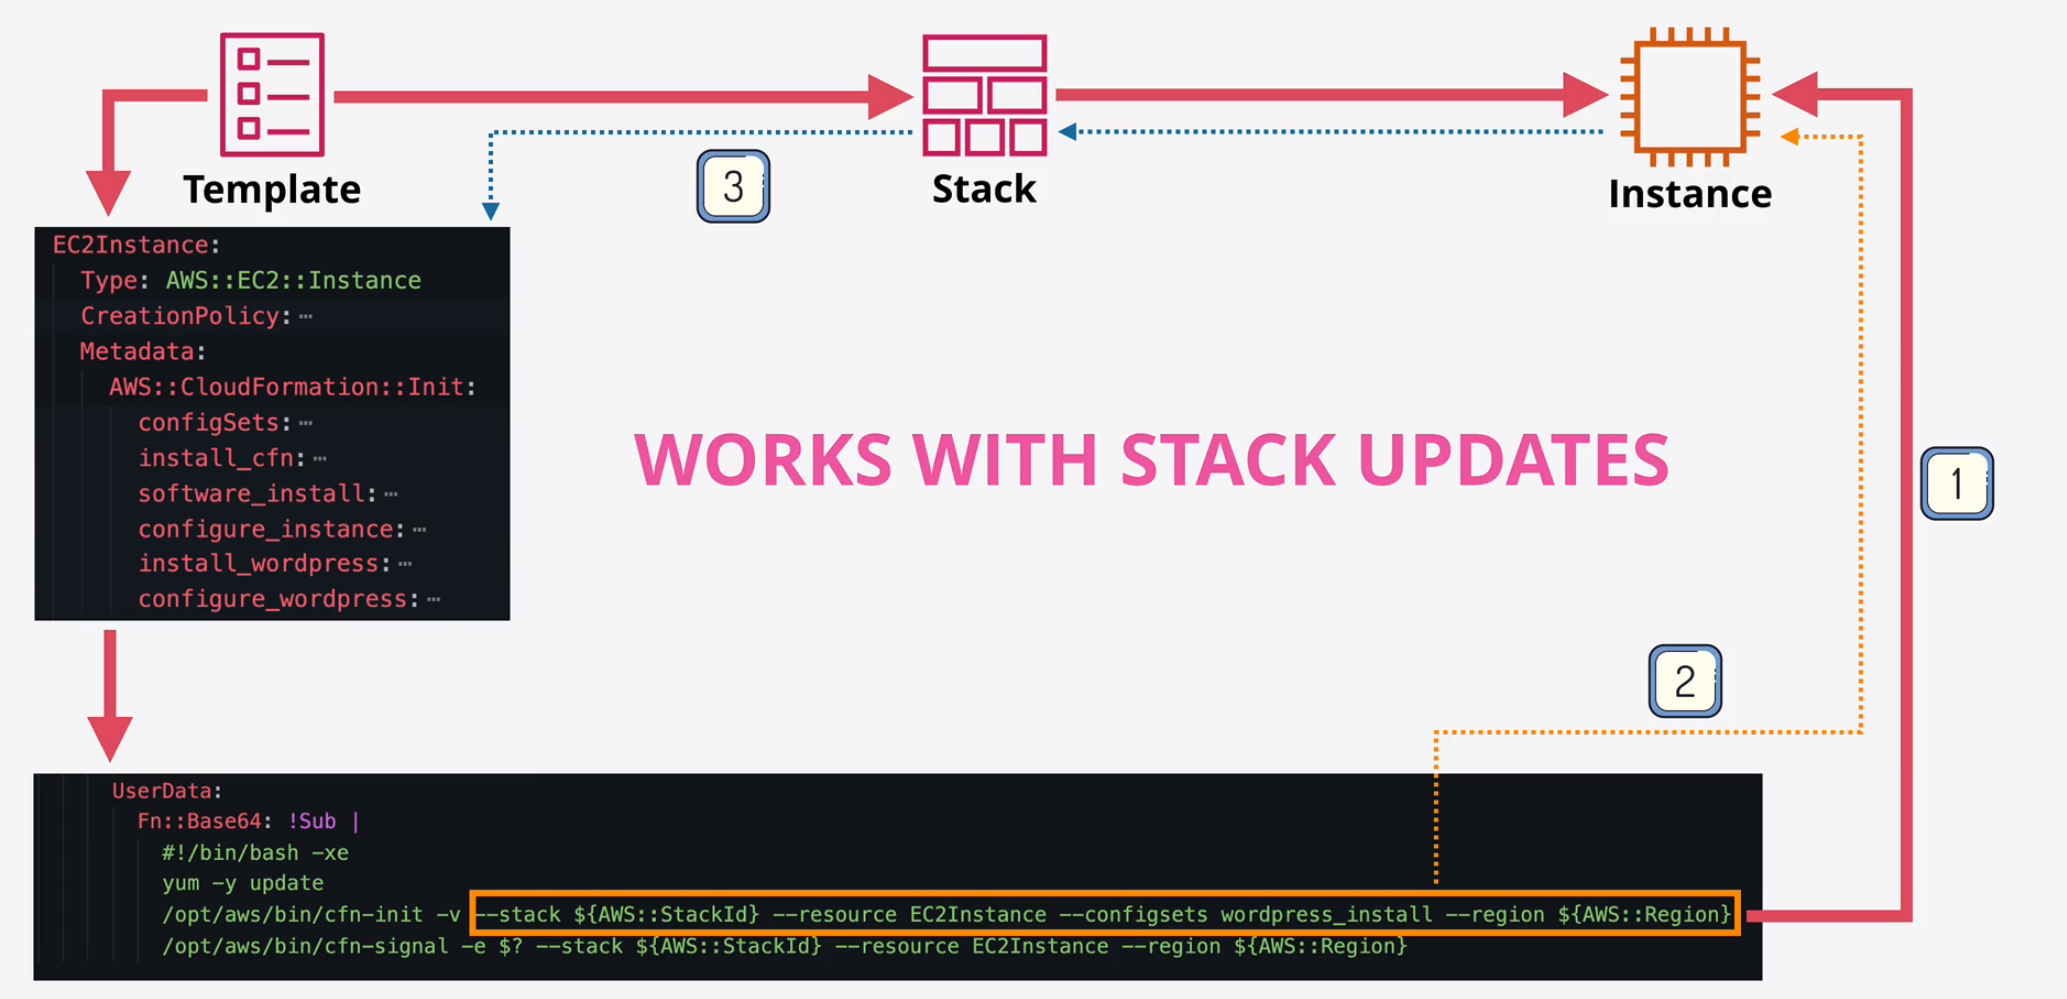 Template
Stack
Instance
3
EC2Instance:
Type: AWS::EC2::Instance
CreationPolicy:⋯
Metadata:
AWS::CloudFormation::Init:
configSets:⋯
install_cfn:⋯
software_install:⋯
configure_instance:⋯
install_wordpress:⋯
configure_wordpress:⋯
WORKS WITH STACK UPDATES
1
2
UserData:
Fn::Base64: !Sub |
#!/bin/bash -xe
yum -y update
/opt/aws/bin/cfn-init -v --stack ${AWS::StackId} --resource EC2Instance --configsets wordpress_install --region ${AWS::Region}
/opt/aws/bin/cfn-signal -e $? --stack ${AWS::StackId} --resource EC2Instance --region ${AWS::Region}